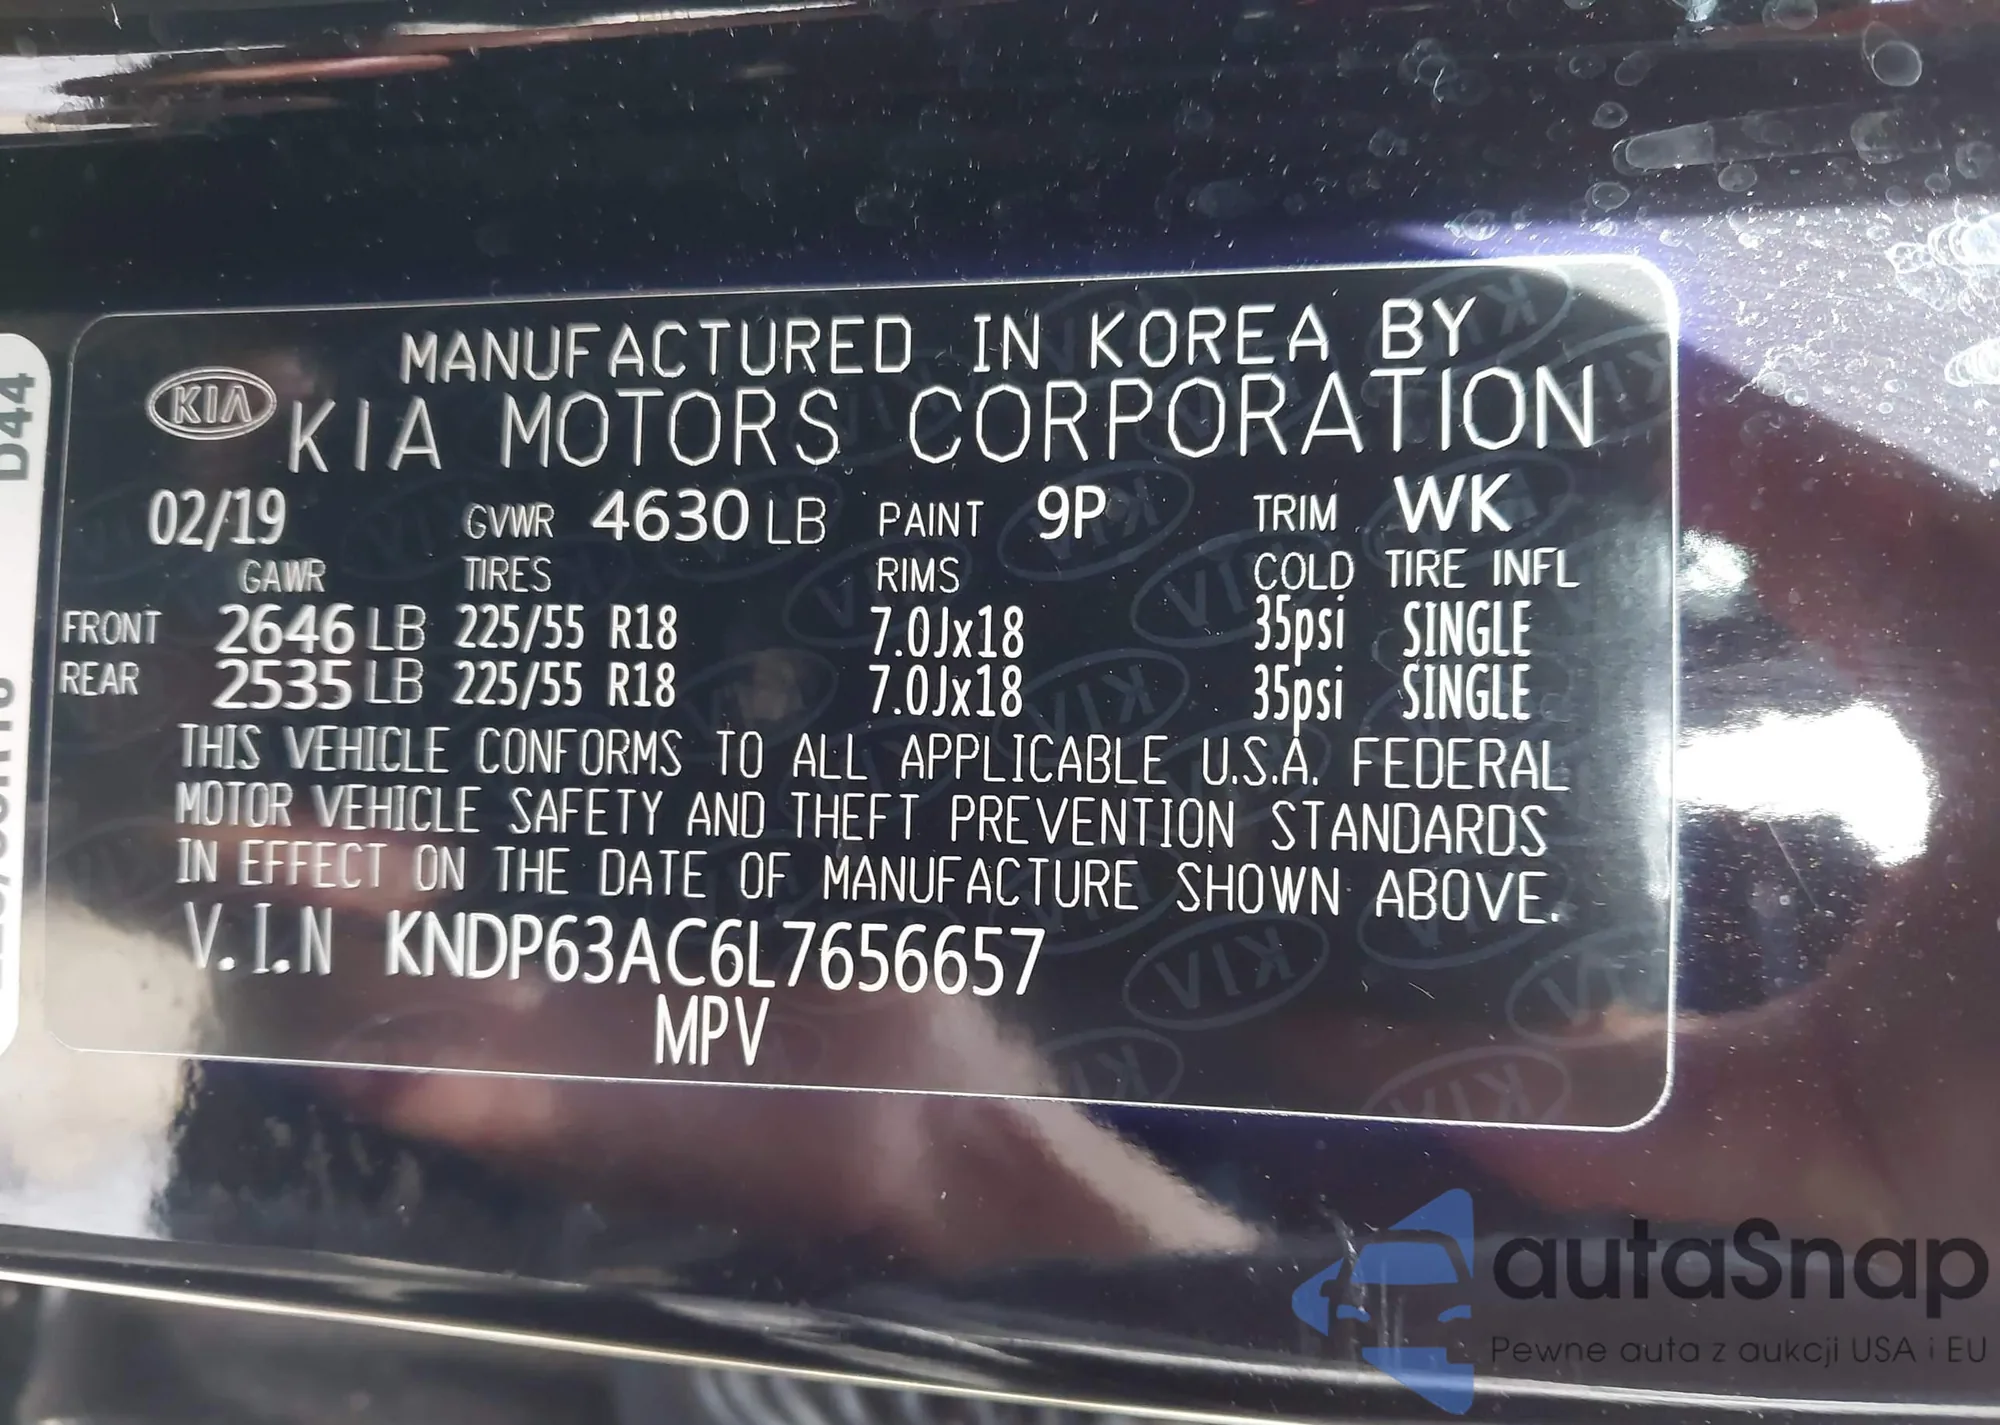 MANUFACTURED IN KOREA BY
KIA KIA MOTORS CORPORATION
02/19 GVWR 4630 LB PAINT 9P TRIM WK
GAWR TIRES RIMS COLD TIRE INFL
FRONT 2646 LB 225/55 R18 7.0Jx18 35psi SINGLE
REAR 2535 LB 225/55 R18 7.0Jx18 35psi SINGLE
THIS VEHICLE CONFORMS TO ALL APPLICABLE U.S.A. FEDERAL
MOTOR VEHICLE SAFETY AND THEFT PREVENTION STANDARDS
IN EFFECT ON THE DATE OF MANUFACTURE SHOWN ABOVE.
V.I.N KNDP63AC6L7656657
MPV
D44
autaSnap
Pewne auta z aukcji USA i EU